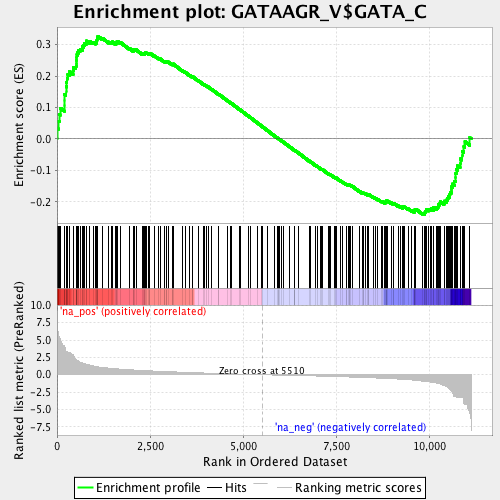 Enrichment plot: GATAAGR_V$GATA_C
Enrichment score (ES)
0.3
0.2
0.1
0.0
-0.1
-0.2
'na_pos' (positively correlated)
Ranked list metric (PreRanked)
10.0
7.5
5.0
2.5
0.0
-2.5
-5.0
-7.5
Zero cross at 5510
'na_neg' (negatively correlated)
0
2,500
5,000
7,500
10,000
Rank in Ordered Dataset
Enrichment profile
Hits
Ranking metric scores